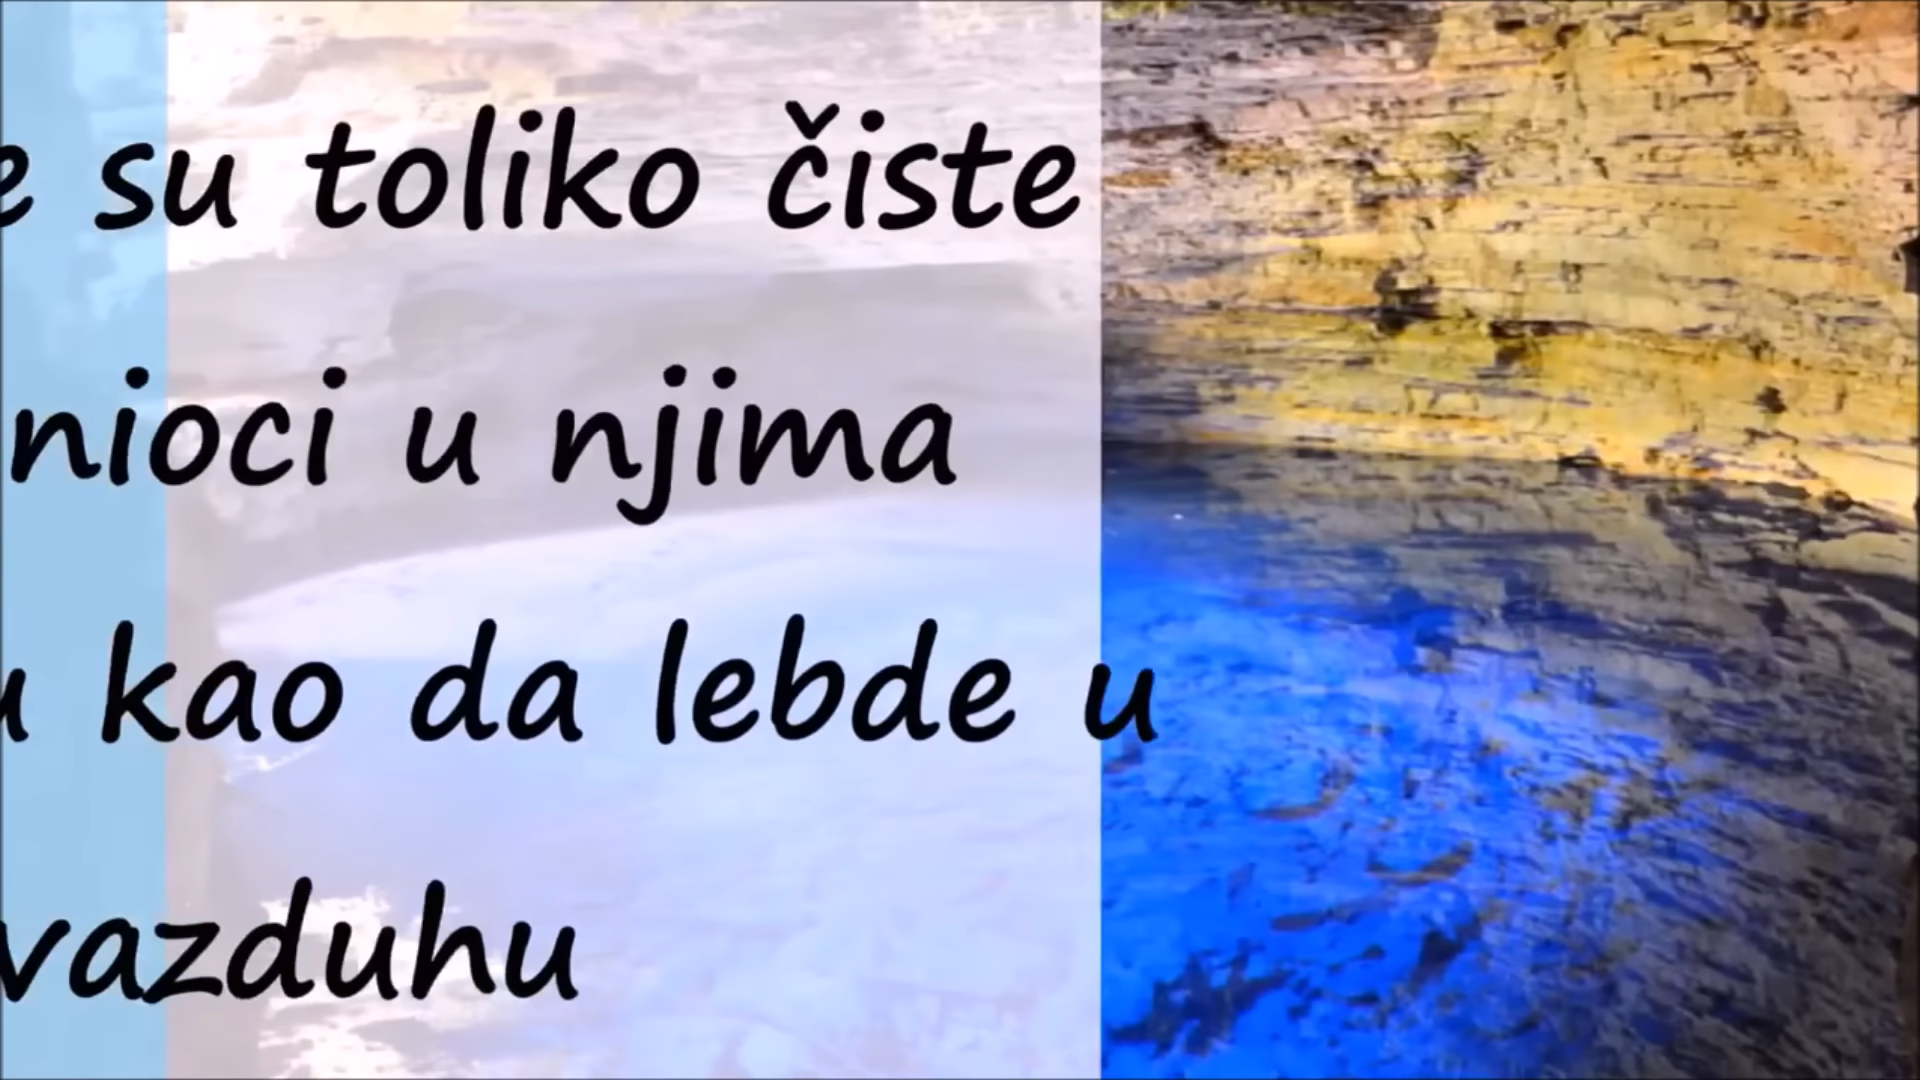 e su toliko čiste
nioci u njima
u kao da lebde u
vazduhu